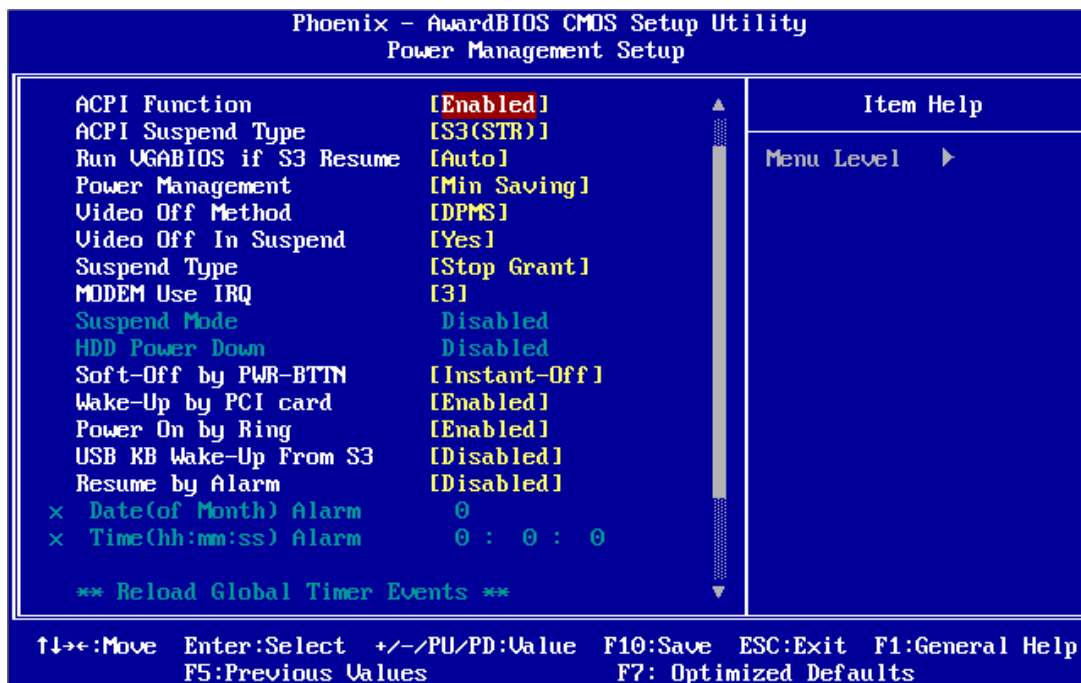 Phoenix - AwardBIOS CMOS Setup Utility
Power Management Setup
ACPI Function [Enabled]
ACPI Suspend Type [S3(STR)]
Run VGABIOS if S3 Resume [Auto]
Power Management [Min Saving]
Video Off Method [DPMS]
Video Off In Suspend [Yes]
Suspend Type [Stop Grant]
MODEM Use IRQ [3]
Suspend Mode Disabled
HDD Power Down Disabled
Soft-Off by PWR-BTTN [Instant-Off]
Wake-Up by PCI card [Enabled]
Power On by Ring [Enabled]
USB KB Wake-Up From S3 [Disabled]
Resume by Alarm [Disabled]
x Date(of Month) Alarm 0
x Time(hh:mm:ss) Alarm 0 : 0 : 0
** Reload Global Timer Events **
Item Help
Menu Level ▶
↑↓→←:Move Enter:Select +/-/PU/PD:Value F10:Save ESC:Exit F1:General Help
F5:Previous Values F7: Optimized Defaults